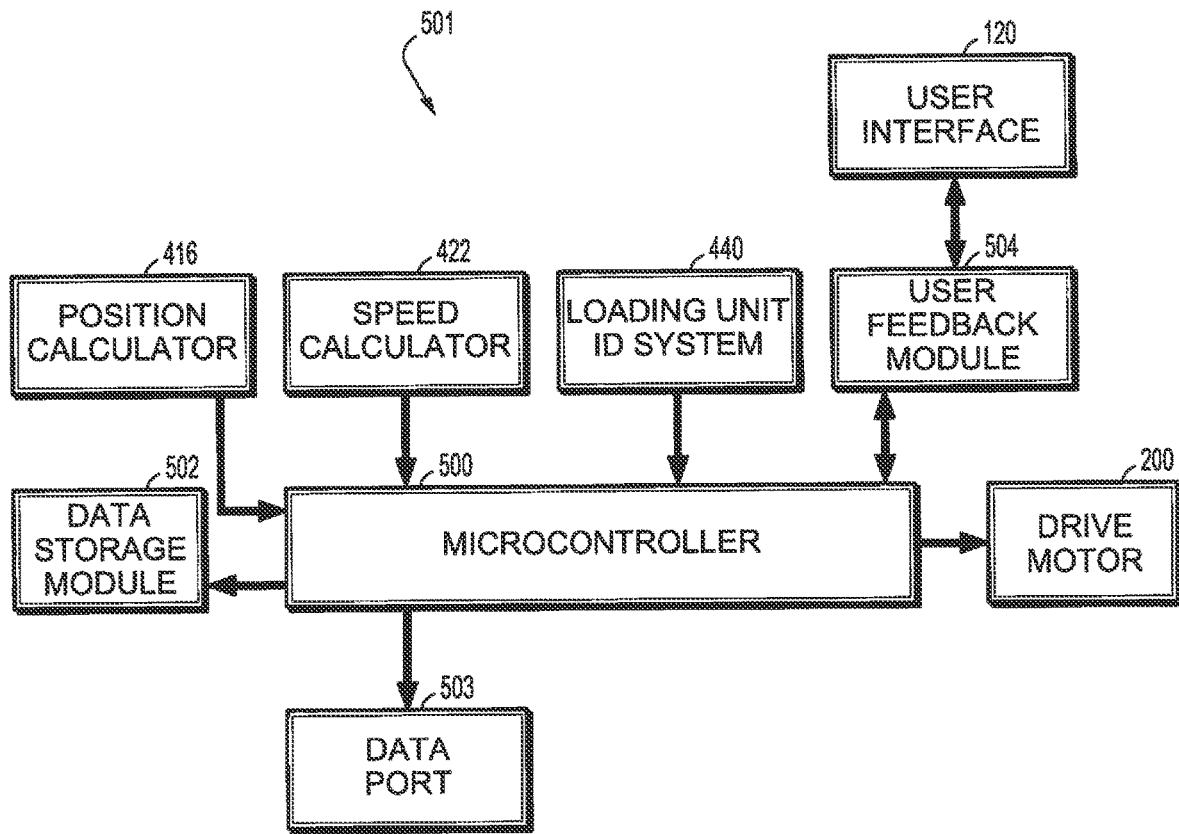 501
120
USER
INTERFACE
416
POSITION
CALCULATOR
422
SPEED
CALCULATOR
440
LOADING UNIT
ID SYSTEM
504
USER
FEEDBACK
MODULE
502
DATA
STORAGE
MODULE
500
MICROCONTROLLER
200
DRIVE
MOTOR
503
DATA
PORT